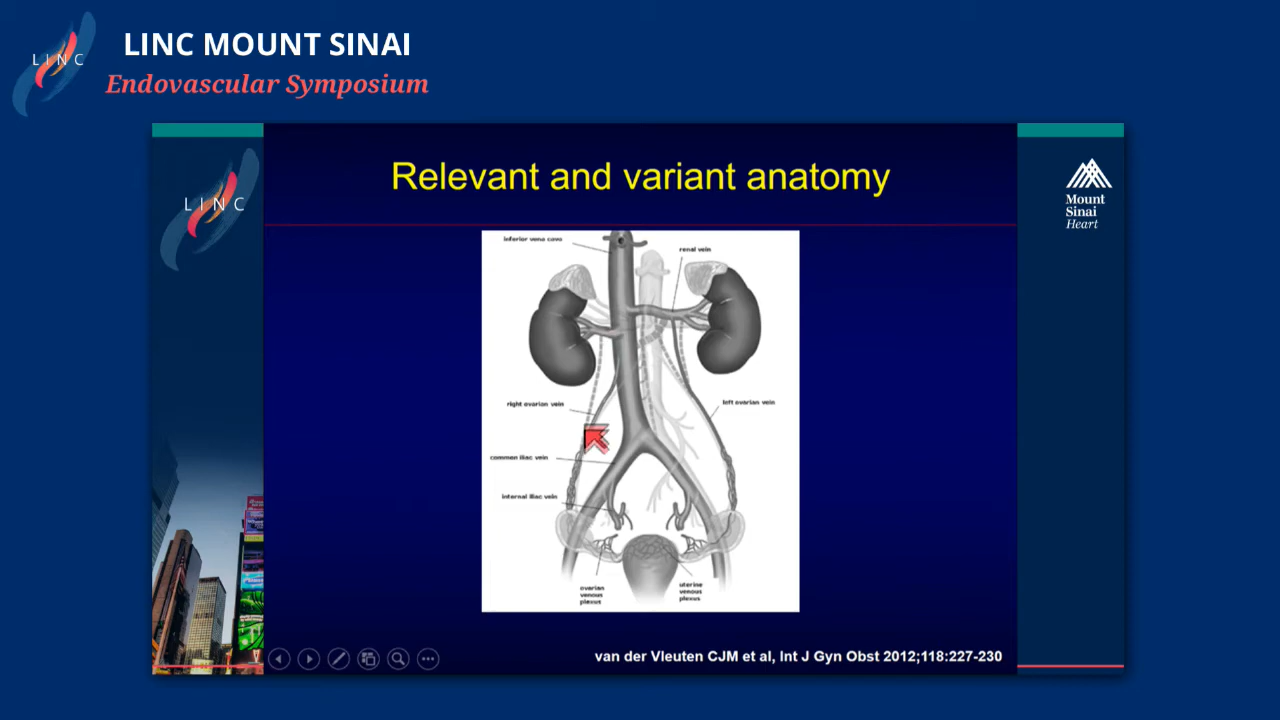 LINC MOUNT SINAI
LINC
Endovascular Symposium
Relevant and variant anatomy
LINC
Mount
Sinai
Heart
inferior vena cava
renal vein
right ovarian vein
left ovarian vein
common iliac vein
internal iliac vein
ovarian
venous
plexus
uterine
venous
plexus
van der Vleuten CJM et al, Int J Gyn Obst 2012;118:227-230